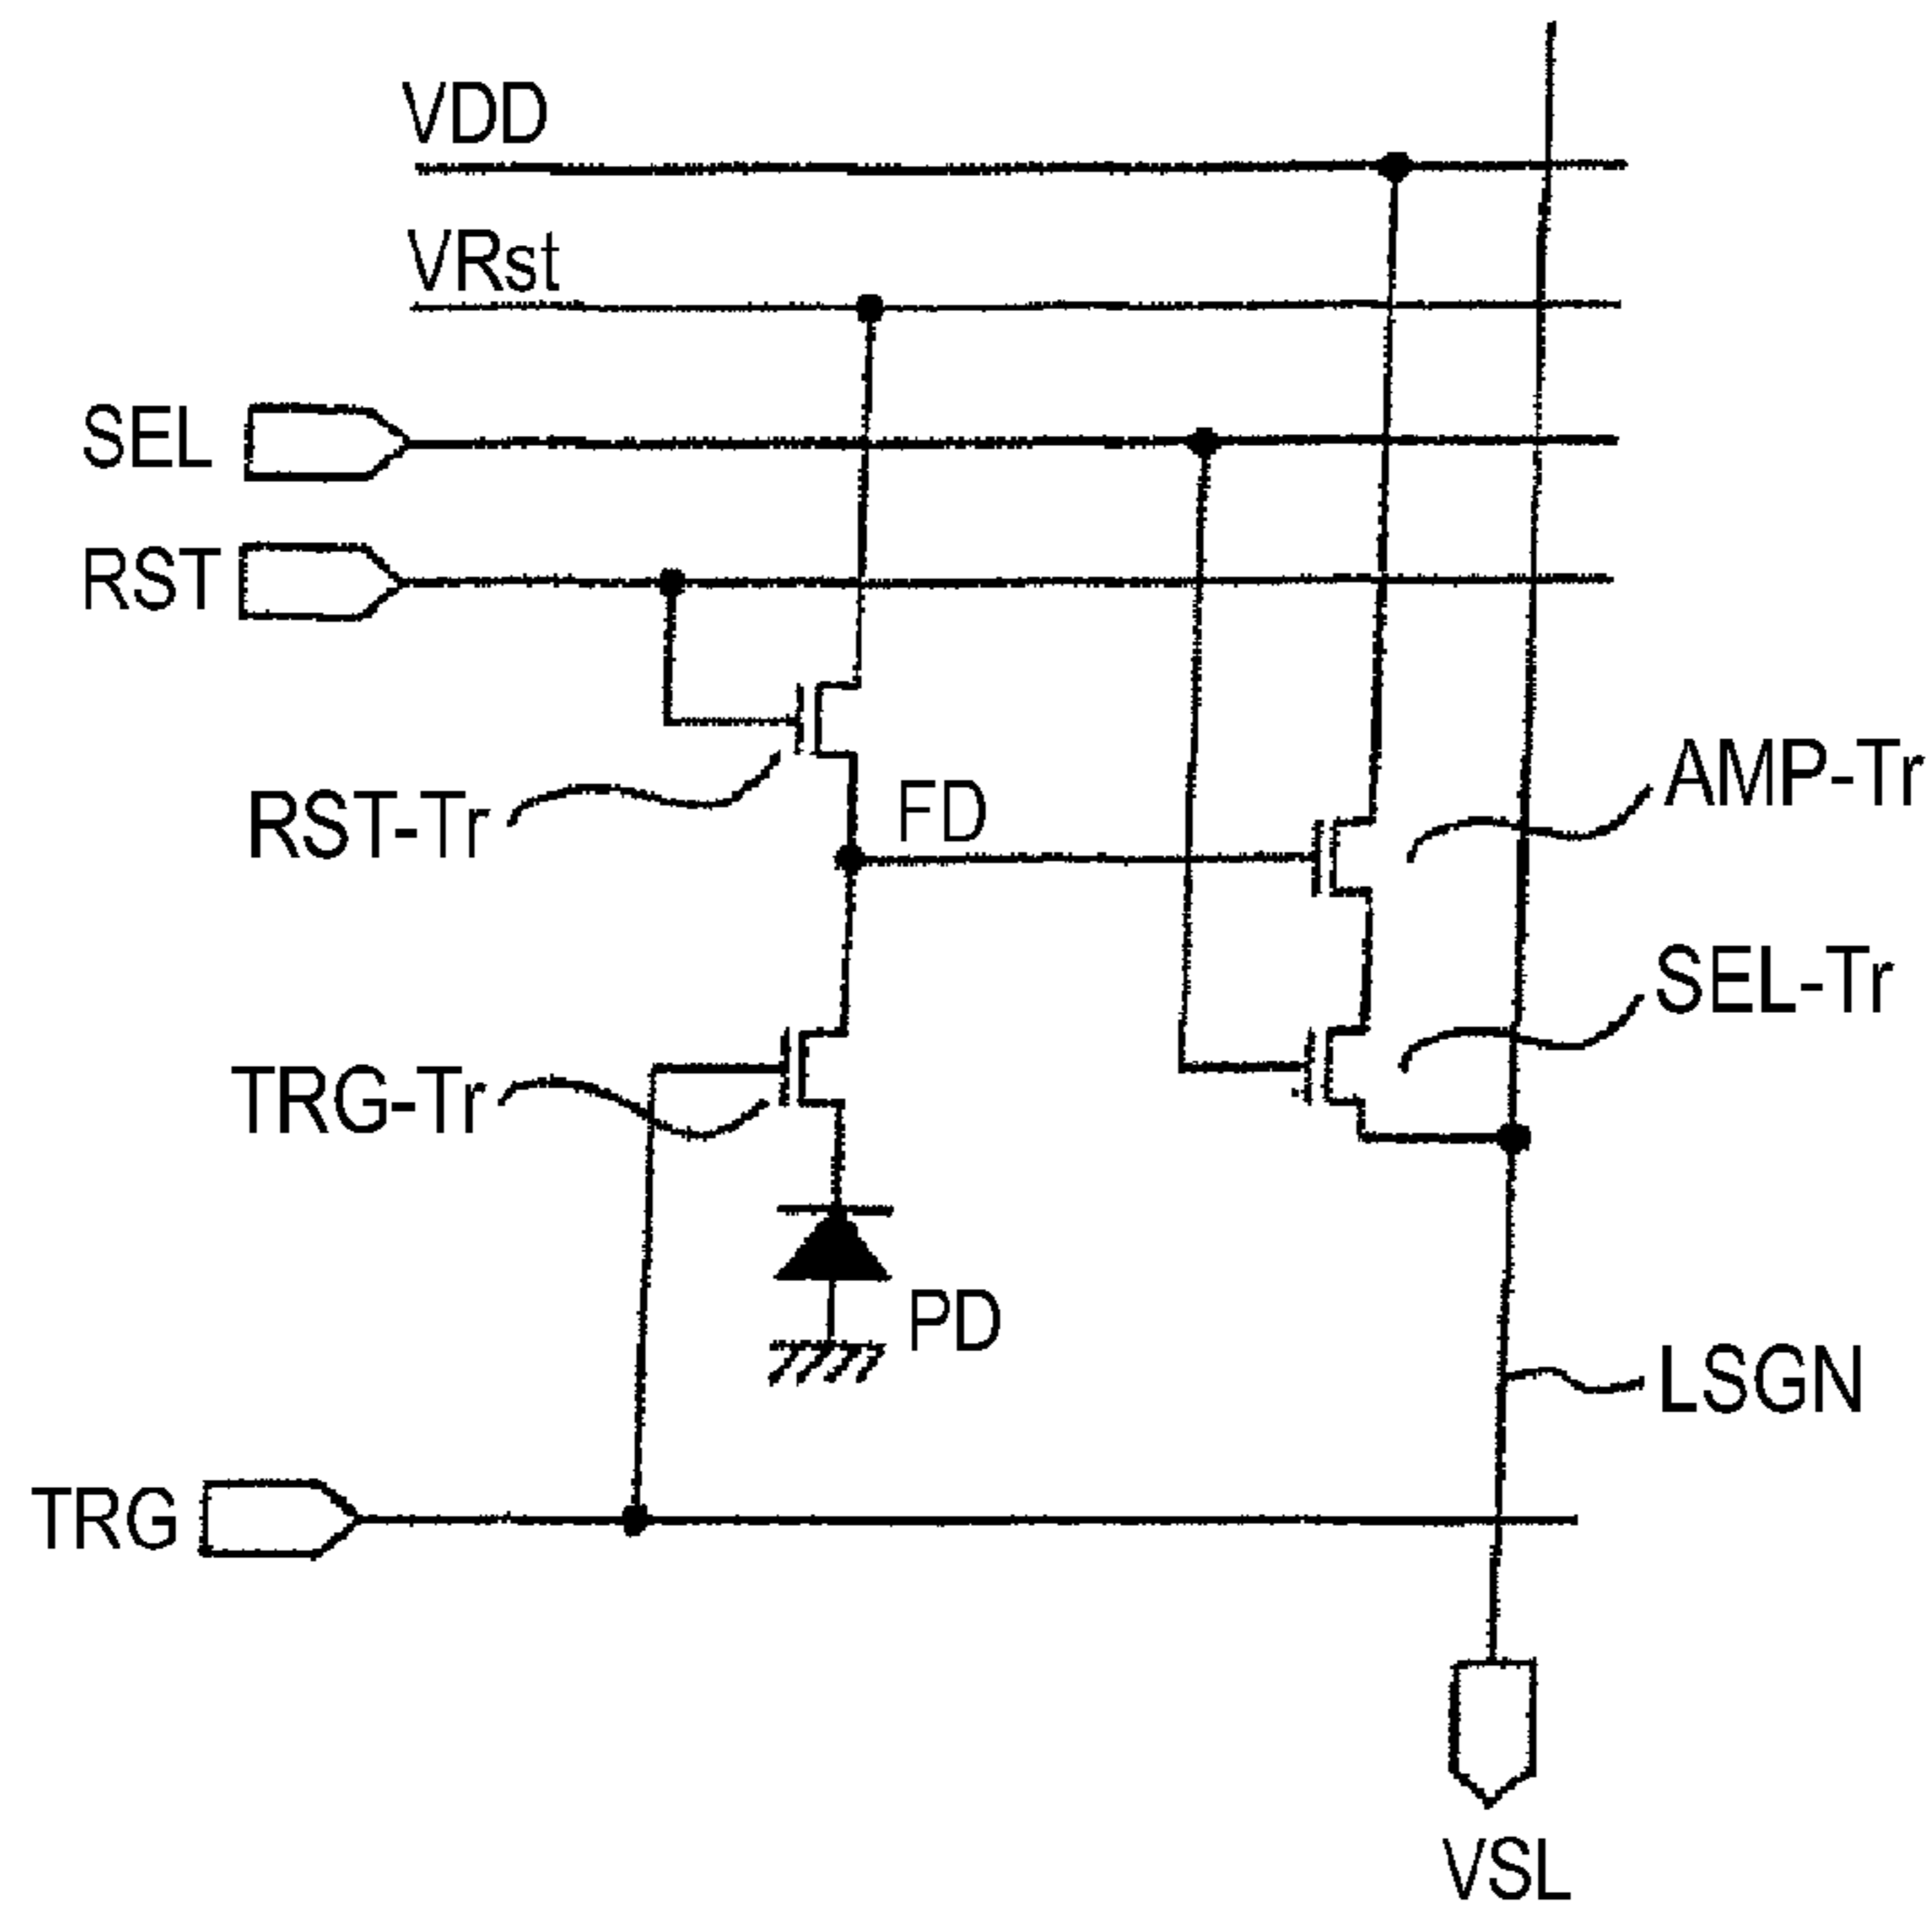 VDD
VRst
SEL
RST
AMP-Tr
RST-Tr
FD
SEL-Tr
TRG-Tr
PD
LSGN
TRG
VSL